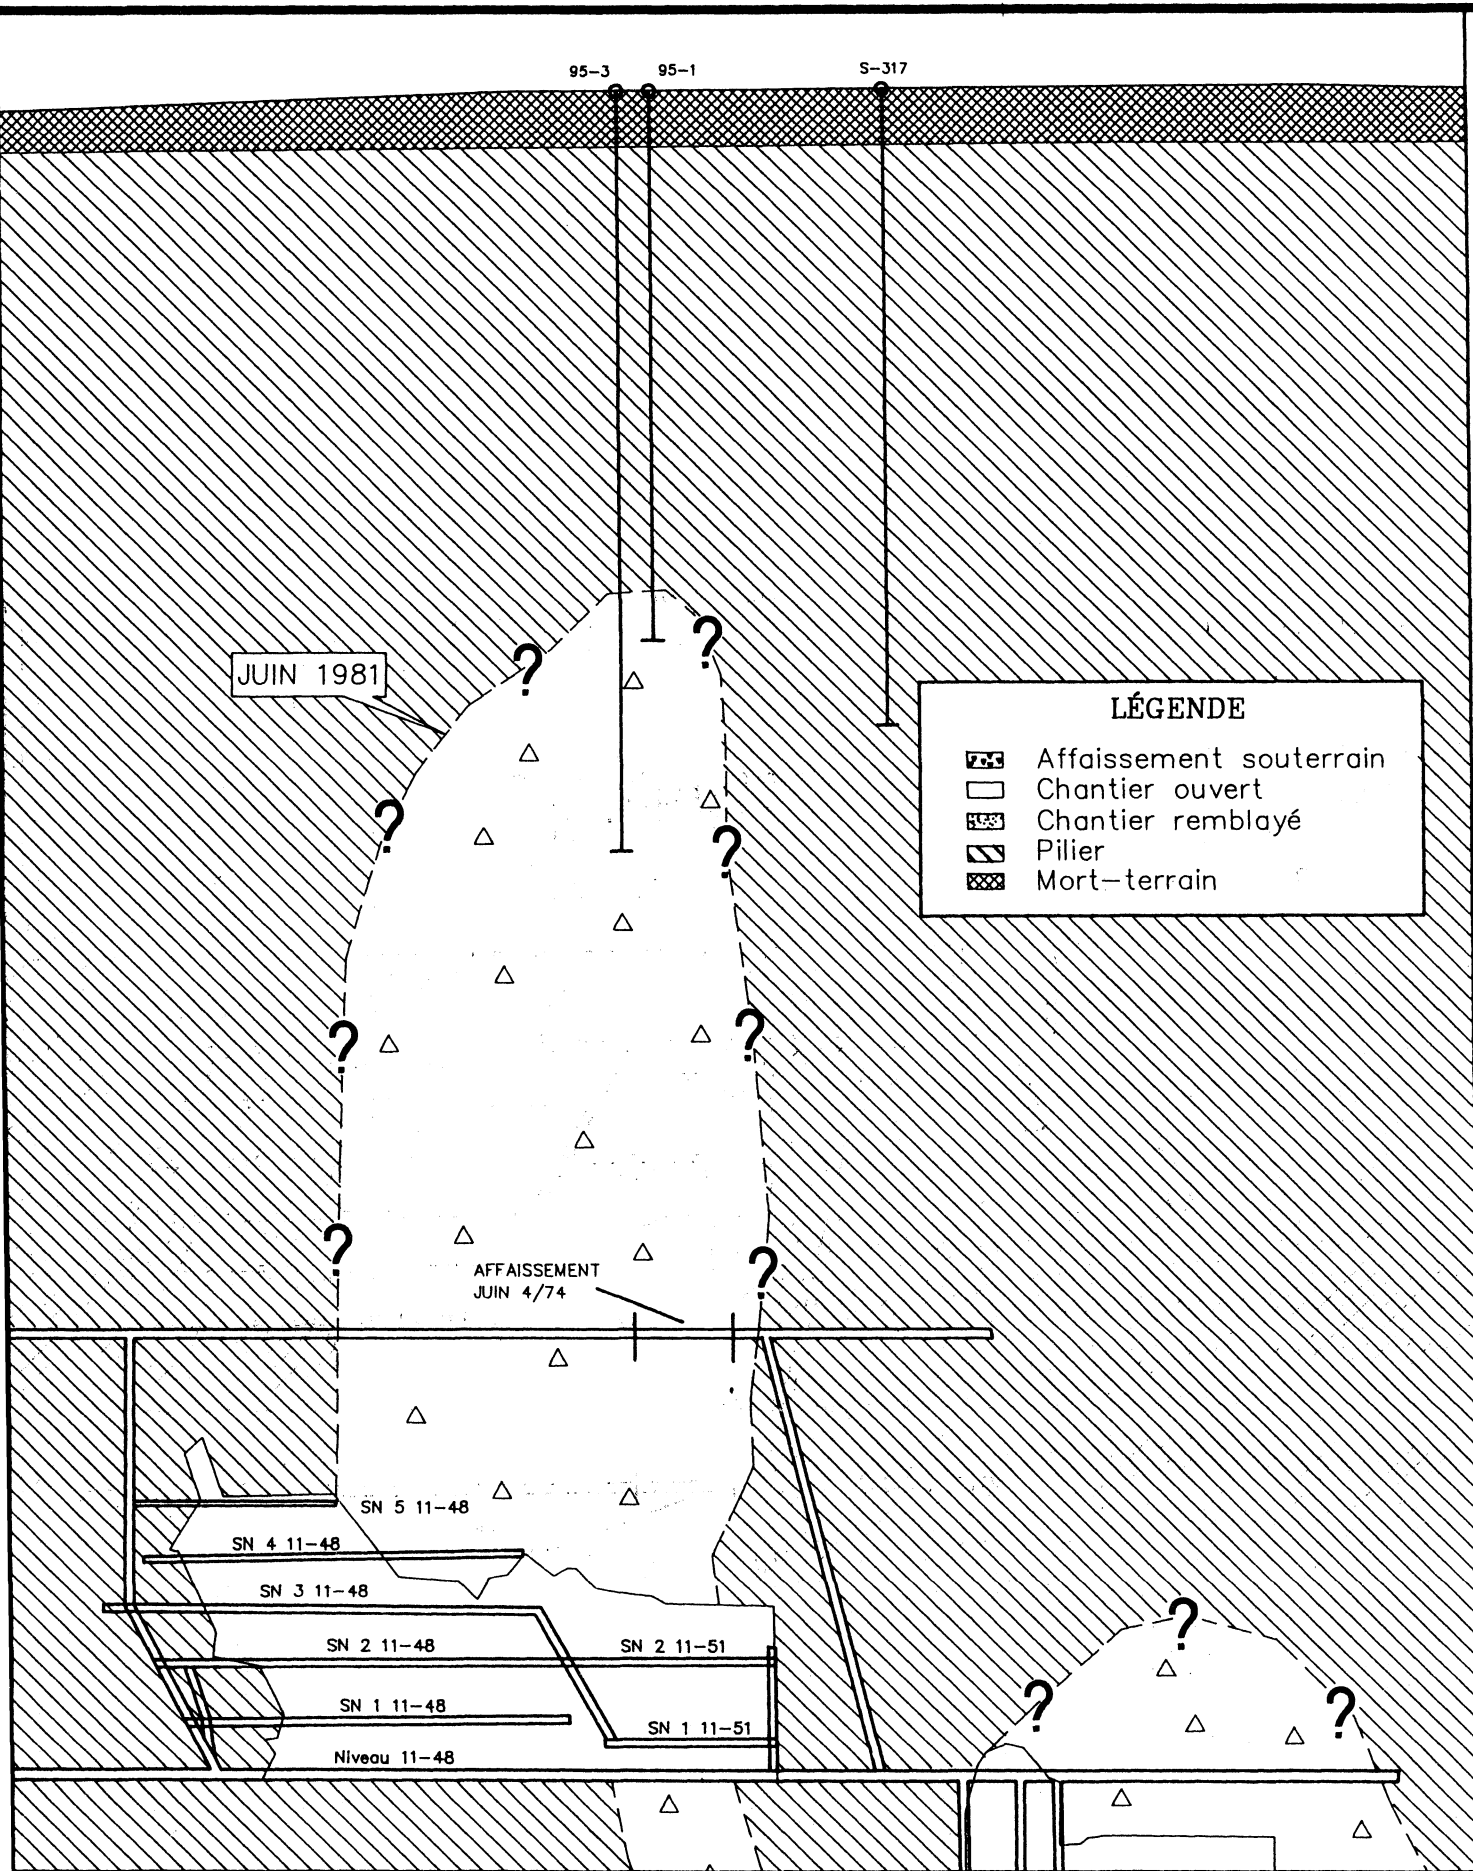 95-3 95-1 S-317
?
?
JUIN 1981
LÉGENDE
Affaissement souterrain
Chantier ouvert
Chantier remblayé
Pilier
Mort-terrain
?
?
?
?
?
?
AFFAISSEMENT
JUIN 4/74
SN 5 11-48
SN 4 11-48
SN 3 11-48
SN 2 11-48 SN 2 11-51
?
SN 1 11-48
?
?
SN 1 11-51
Niveau 11-48